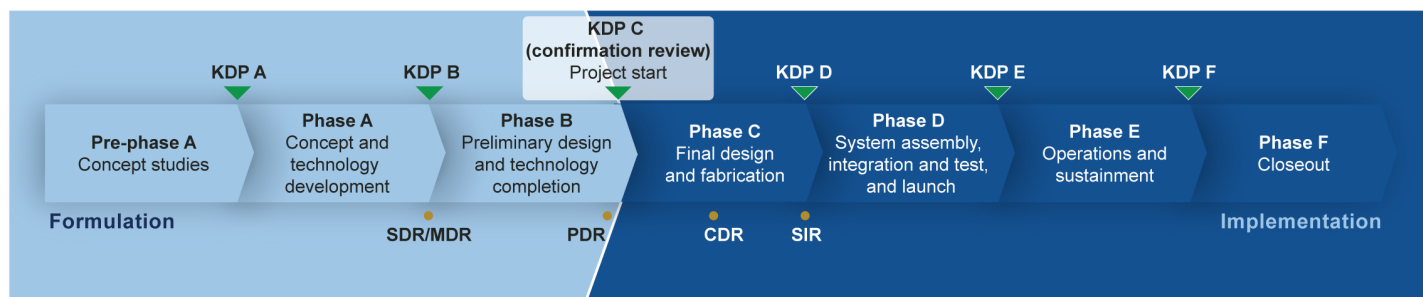 KDP C
(confirmation review)
Project start
KDP A
KDP B
KDP D
KDP E
KDP F
Pre-phase A
Concept studies
Phase A
Concept and
technology
development
Phase B
Preliminary design
and technology
completion
Phase C
Final design
and fabrication
Phase D
System assembly,
integration and test,
and launch
Phase E
Operations and
sustainment
Phase F
Closeout
Formulation
Implementation
SDR/MDR
PDR
CDR
SIR